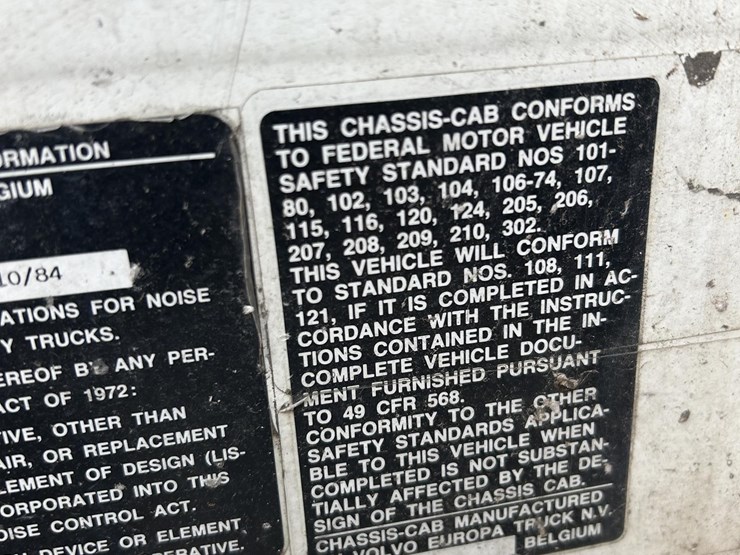 RMATION
GIUM
10/84
ATIONS FOR NOISE
Y TRUCKS.
EREOF BY ANY PER-
ACT OF 1972:
IVE, OTHER THAN
AIR, OR REPLACEMENT
LEMENT OF DESIGN (LIS-
ORPORATED INTO THIS
OISE CONTROL ACT.
DEVICE OR ELEMENT
ERATIVE.
THIS CHASSIS-CAB CONFORMS
TO FEDERAL MOTOR VEHICLE
SAFETY STANDARD NOS 101-
80, 102, 103, 104, 106-74, 107,
115, 116, 120, 124, 205, 206,
207, 208, 209, 210, 302.
THIS VEHICLE WILL CONFORM
TO STANDARD NOS. 108, 111,
121, IF IT IS COMPLETED IN AC-
CORDANCE WITH THE INSTRUC-
TIONS CONTAINED IN THE IN-
COMPLETE VEHICLE DOCU-
MENT FURNISHED PURSUANT
TO 49 CFR 568.
CONFORMITY TO THE OTHER
SAFETY STANDARDS APPLICA-
BLE TO THIS VEHICLE WHEN
COMPLETED IS NOT SUBSTAN-
TIALLY AFFECTED BY THE DE-
SIGN OF THE CHASSIS CAB.
CHASSIS-CAB MANUFACTURED
VOLVO EUROPA TRUCK N.V.
BELGIUM